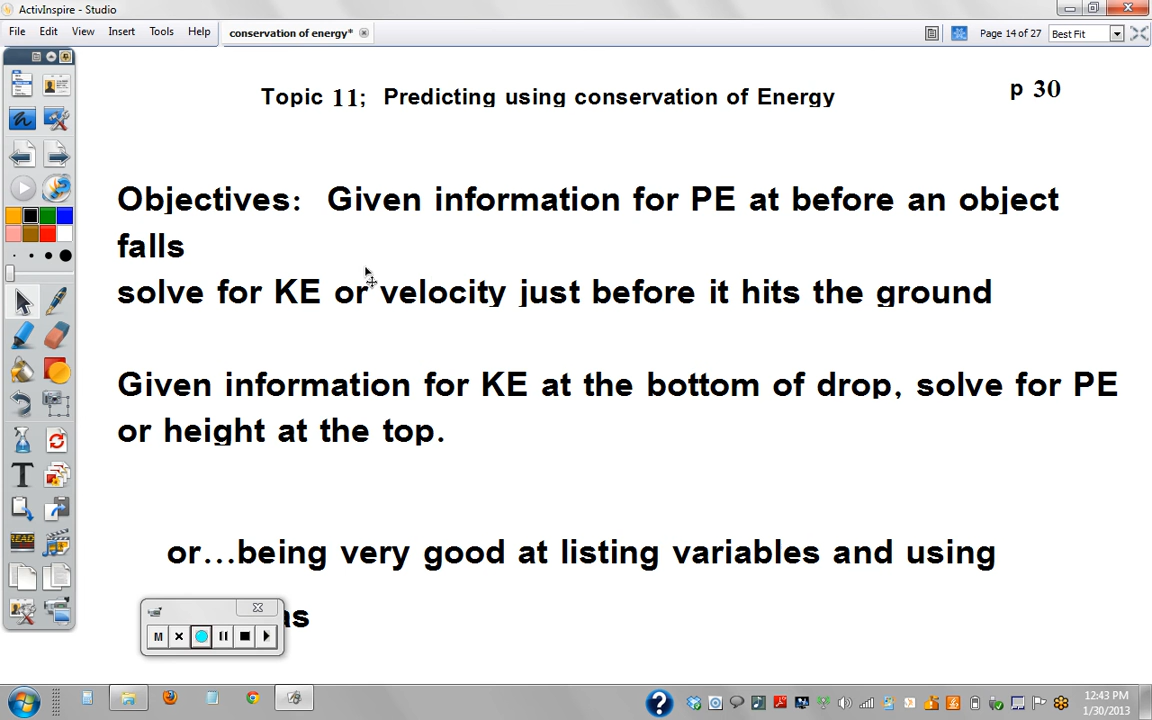 ActivInspire - Studio
File Edit View Insert Tools Help conservation of energy* Page 14 of 27 Best Fit
Topic 11; Predicting using conservation of Energy p 30
Objectives: Given information for PE at before an object
falls
solve for KE or velocity just before it hits the ground
Given information for KE at the bottom of drop, solve for PE
or height at the top.
or...being very good at listing variables and using
as
M
T
READ
12:43 PM
1/30/2013